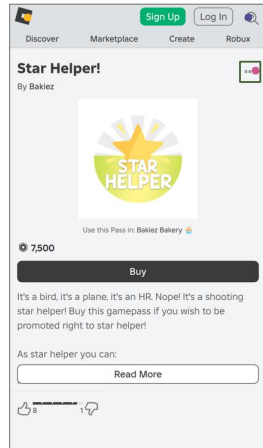 Sign Up
Log In
Discover Marketplace Create Robux
Star Helper!
By Bakiez
STAR
HELPER
Use this Pass in: Bakiez Bakery 🧁
7,500
Buy
It's a bird, it's a plane, it's an HR. Nope! It's a shooting
star helper! Buy this gamepass if you wish to be
promoted right to star helper!
As star helper you can:
Read More
8
1